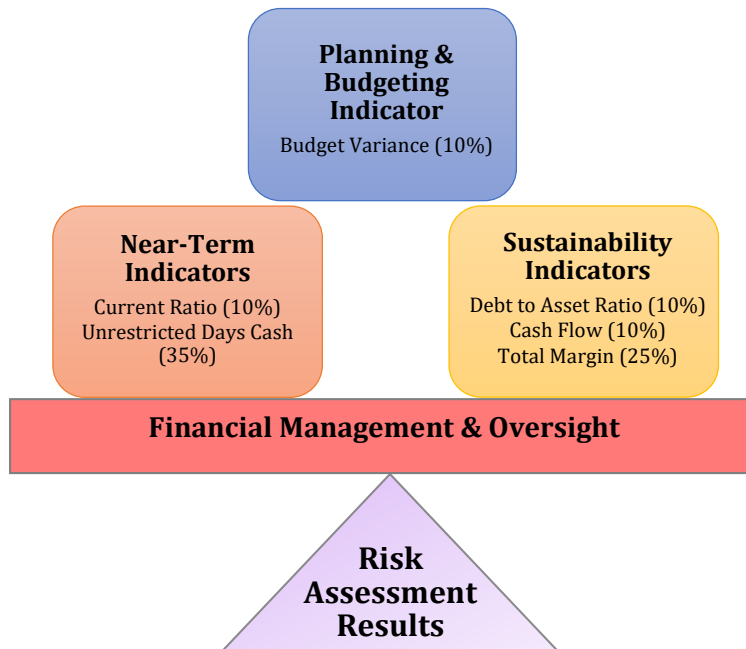 Planning &
Budgeting
Indicator
Budget Variance (10%)
Near-Term
Indicators
Current Ratio (10%)
Unrestricted Days Cash
(35%)
Sustainability
Indicators
Debt to Asset Ratio (10%)
Cash Flow (10%)
Total Margin (25%)
Financial Management & Oversight
Risk
Assessment
Results